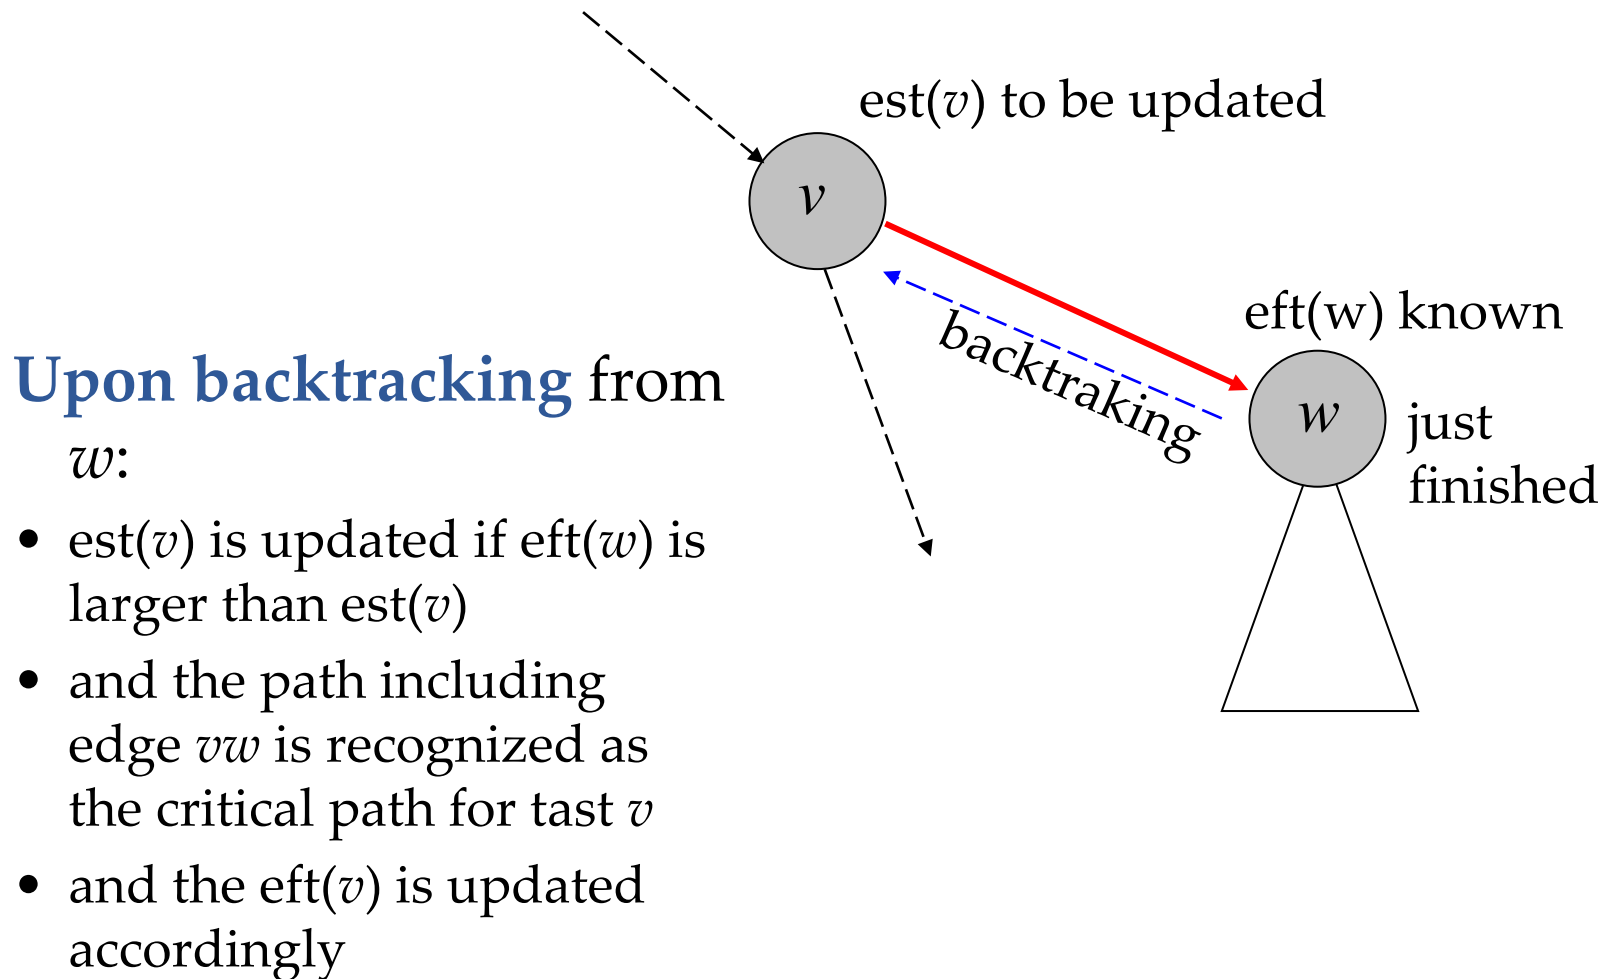 est(v) to be updated
v
eft(w) known
backtraking
w
just
finished
Upon backtracking from
w:
• est(v) is updated if eft(w) is
larger than est(v)
• and the path including
edge vw is recognized as
the critical path for tast v
• and the eft(v) is updated
accordingly